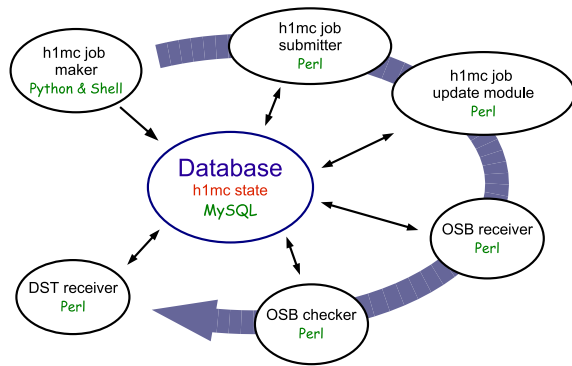 h1mc job
maker
Python & Shell
h1mc job
submitter
Perl
h1mc job
update module
Perl
Database
h1mc state
MySQL
OSB receiver
Perl
DST receiver
Perl
OSB checker
Perl